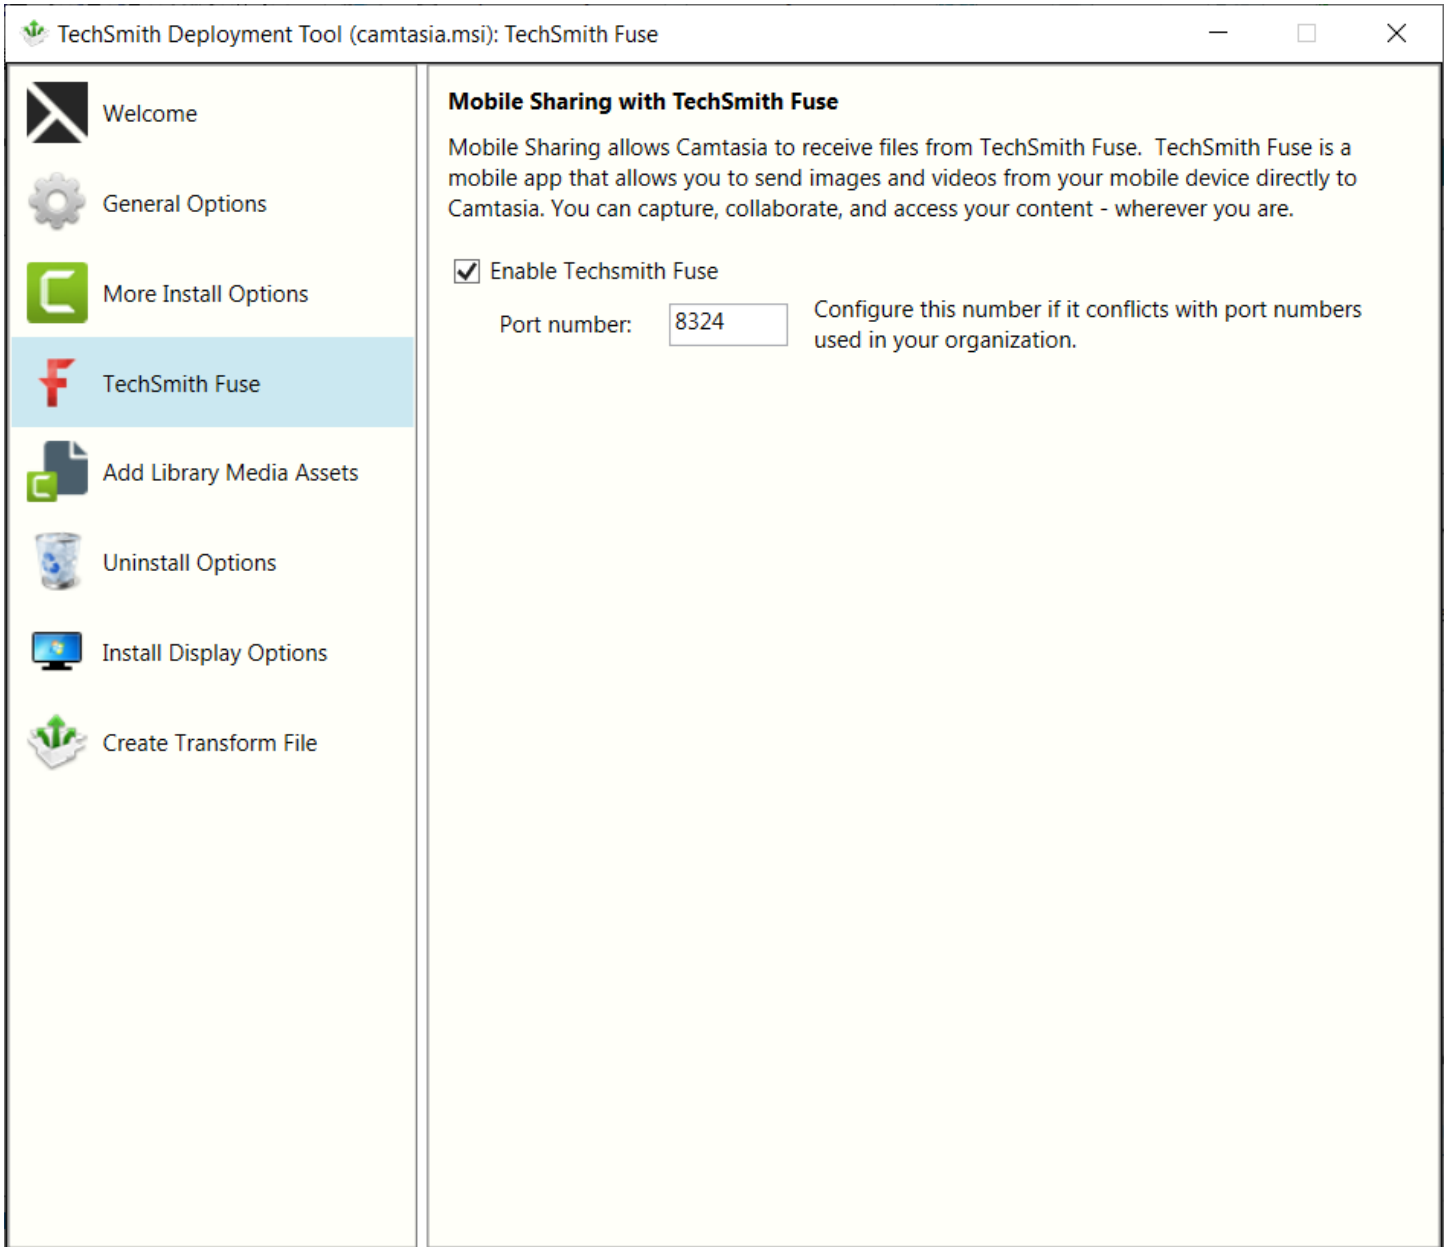 TechSmith Deployment Tool (camtasia.msi): TechSmith Fuse
Welcome
General Options
More Install Options
TechSmith Fuse
Add Library Media Assets
Uninstall Options
Install Display Options
Create Transform File
Mobile Sharing with TechSmith Fuse
Mobile Sharing allows Camtasia to receive files from TechSmith Fuse.  TechSmith Fuse is a
mobile app that allows you to send images and videos from your mobile device directly to
Camtasia. You can capture, collaborate, and access your content - wherever you are.
Enable Techsmith Fuse
Port number: 8324
Configure this number if it conflicts with port numbers
used in your organization.